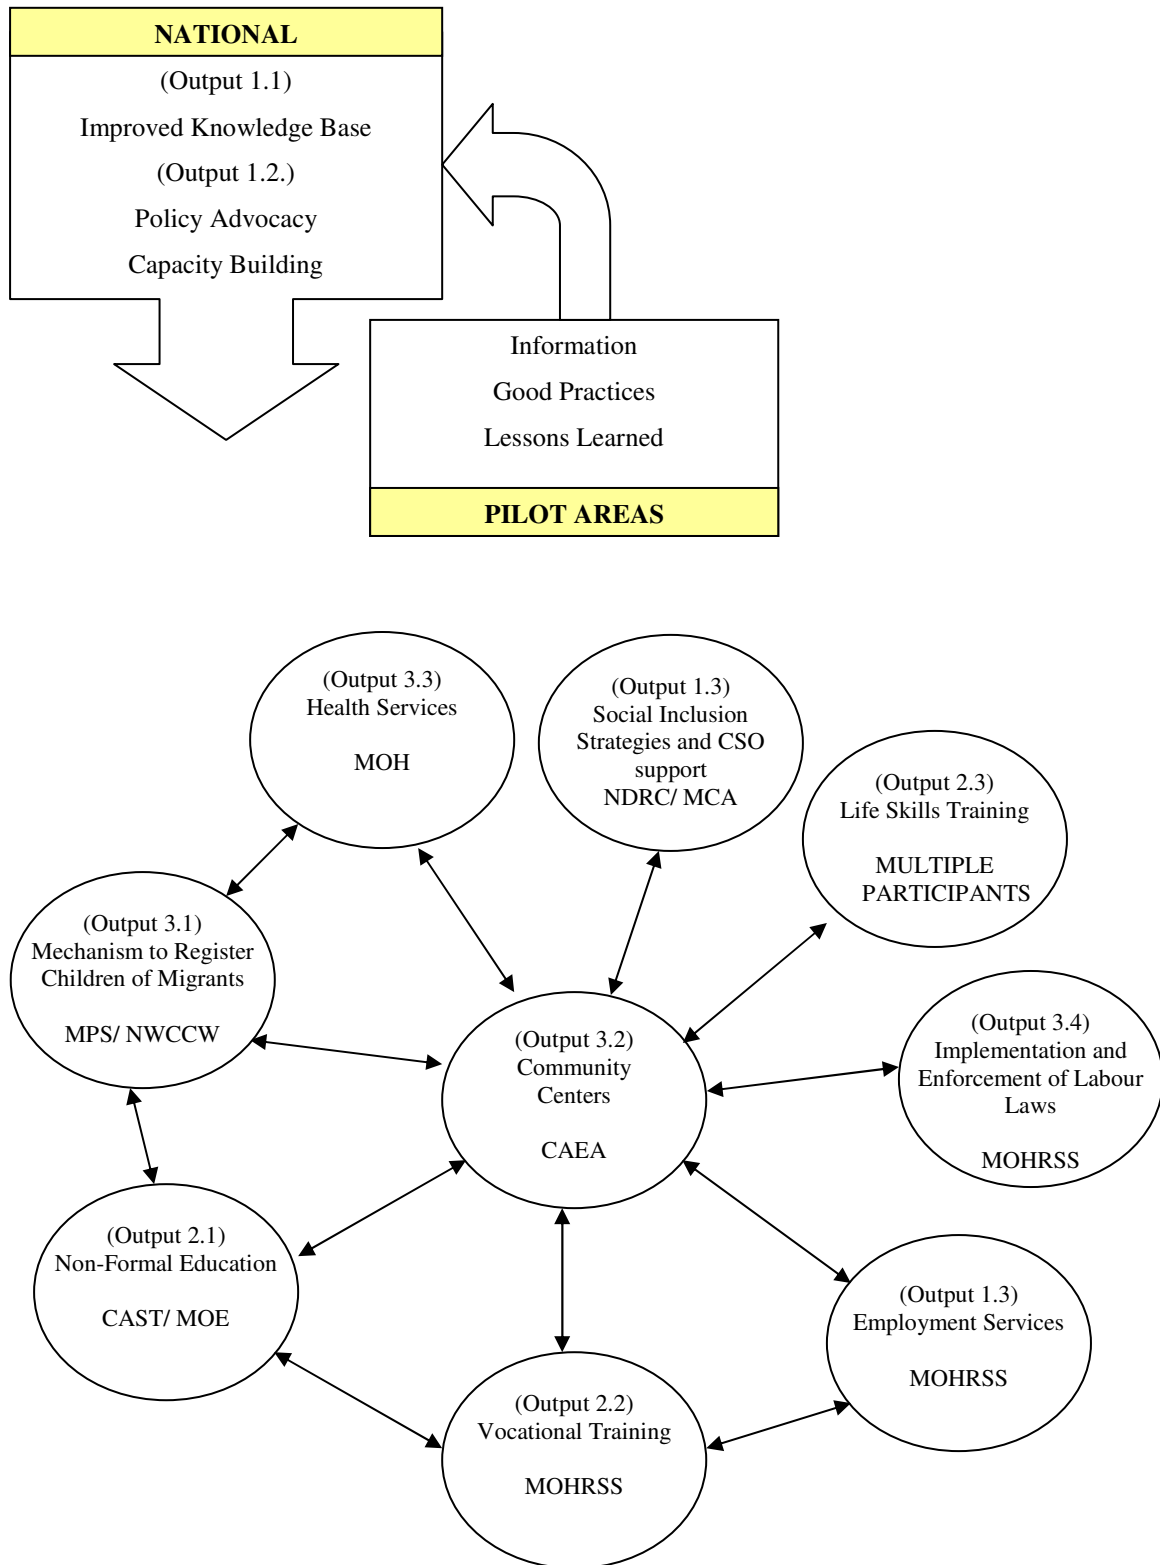 NATIONAL
(Output 1.1)
Improved Knowledge Base
(Output 1.2.)
Policy Advocacy
Capacity Building
Information
Good Practices
Lessons Learned
PILOT AREAS
(Output 3.3)
Health Services
MOH
(Output 1.3)
Social Inclusion
Strategies and CSO
support
NDRC/ MCA
(Output 2.3)
Life Skills Training
MULTIPLE
PARTICIPANTS
(Output 3.1)
Mechanism to Register
Children of Migrants
MPS/ NWCCW
(Output 3.2)
Community
Centers
CAEA
(Output 3.4)
Implementation and
Enforcement of Labour
Laws
MOHRSS
(Output 2.1)
Non-Formal Education
CAST/ MOE
(Output 1.3)
Employment Services
MOHRSS
(Output 2.2)
Vocational Training
MOHRSS